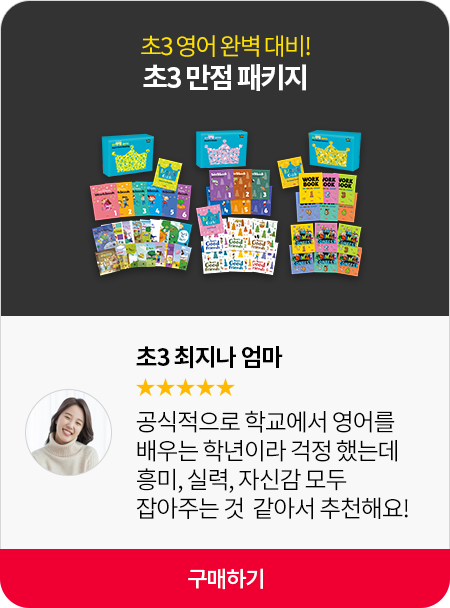 초3 영어 완벽 대비!
초3 만점 패키지
WORK
BOOK
초3 최지나 엄마
★★★★★
공식적으로 학교에서 영어를
배우는 학년이라 걱정 했는데
흥미, 실력, 자신감 모두
잡아주는 것 같아서 추천해요!
구매하기